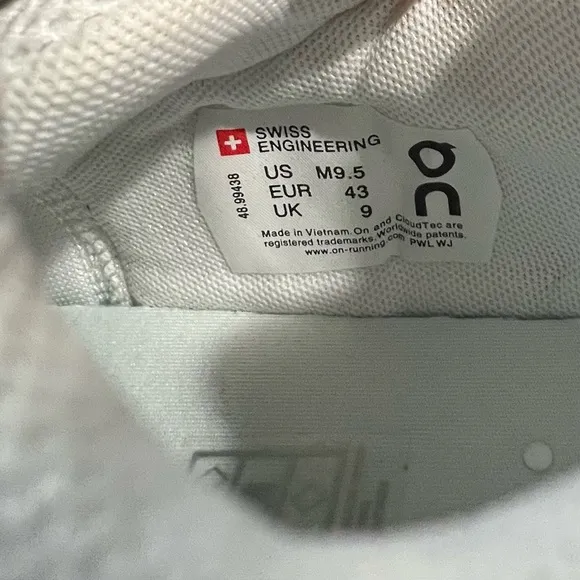 SWISS
ENGINEERING
US M9.5
EUR 43
UK 9
48.99438
on
Made in Vietnam. On and CloudTec are
registered trademarks. Worldwide patents.
www.on-running.com PWL WJ